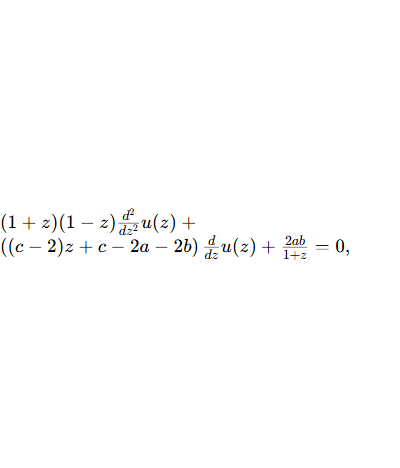 (1 + z)(1 − z) d²/dz² u(z) +
((c − 2)z + c − 2a − 2b) d/dz u(z) + 2ab/(1+z) = 0,